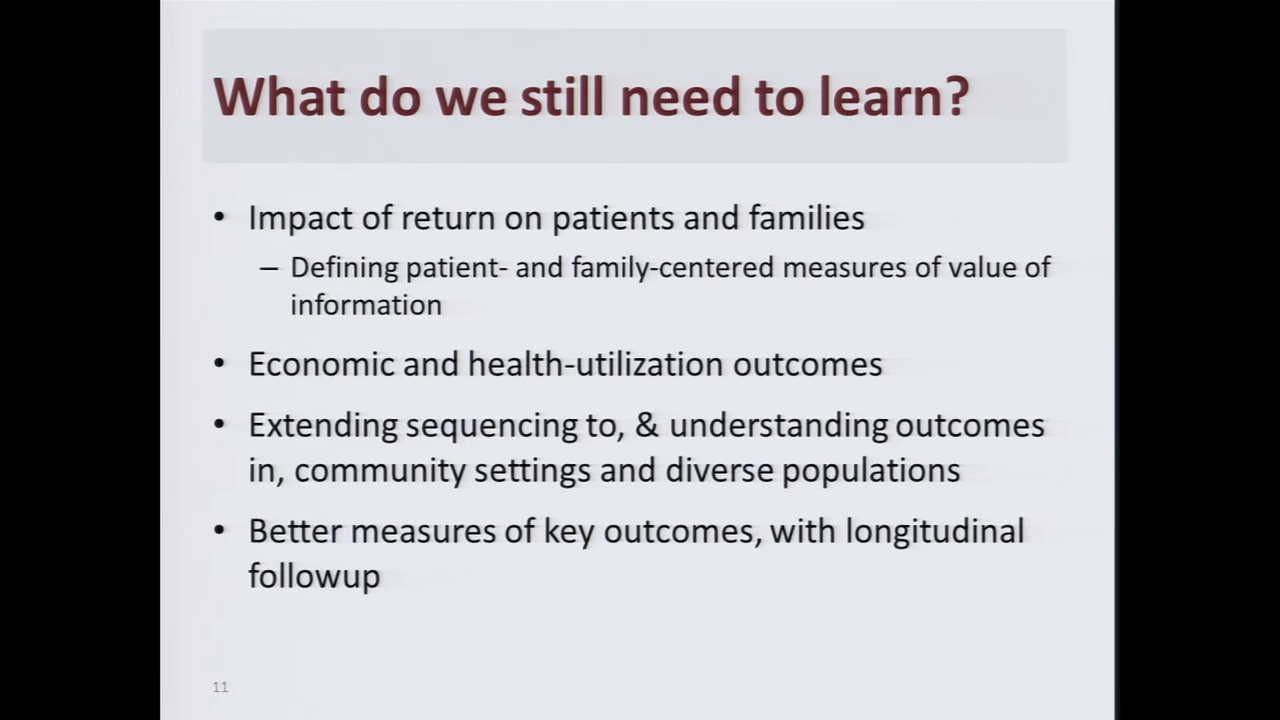 What do we still need to learn?
• Impact of return on patients and families
– Defining patient- and family-centered measures of value of
information
• Economic and health-utilization outcomes
• Extending sequencing to, & understanding outcomes
in, community settings and diverse populations
• Better measures of key outcomes, with longitudinal
followup
11